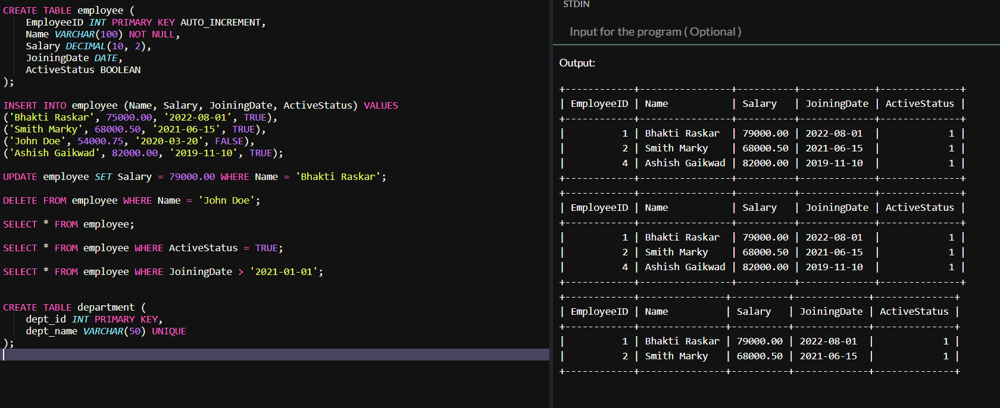 CREATE TABLE employee (
    EmployeeID INT PRIMARY KEY AUTO_INCREMENT,
    Name VARCHAR(100) NOT NULL,
    Salary DECIMAL(10, 2),
    JoiningDate DATE,
    ActiveStatus BOOLEAN
);
INSERT INTO employee (Name, Salary, JoiningDate, ActiveStatus) VALUES
('Bhakti Raskar', 75000.00, '2022-08-01', TRUE),
('Smith Marky', 68000.50, '2021-06-15', TRUE),
('John Doe', 54000.75, '2020-03-20', FALSE),
('Ashish Gaikwad', 82000.00, '2019-11-10', TRUE);
UPDATE employee SET Salary = 79000.00 WHERE Name = 'Bhakti Raskar';
DELETE FROM employee WHERE Name = 'John Doe';
SELECT * FROM employee;
SELECT * FROM employee WHERE ActiveStatus = TRUE;
SELECT * FROM employee WHERE JoiningDate > '2021-01-01';
CREATE TABLE department (
    dept_id INT PRIMARY KEY,
    dept_name VARCHAR(50) UNIQUE
);
STDIN
Input for the program ( Optional )
Output:
+------------+----------------+----------+-------------+--------------+
| EmployeeID | Name           | Salary   | JoiningDate | ActiveStatus |
+------------+----------------+----------+-------------+--------------+
|          1 | Bhakti Raskar  | 79000.00 | 2022-08-01  |            1 |
|          2 | Smith Marky    | 68000.50 | 2021-06-15  |            1 |
|          4 | Ashish Gaikwad | 82000.00 | 2019-11-10  |            1 |
+------------+----------------+----------+-------------+--------------+
+------------+----------------+----------+-------------+--------------+
| EmployeeID | Name           | Salary   | JoiningDate | ActiveStatus |
+------------+----------------+----------+-------------+--------------+
|          1 | Bhakti Raskar  | 79000.00 | 2022-08-01  |            1 |
|          2 | Smith Marky    | 68000.50 | 2021-06-15  |            1 |
|          4 | Ashish Gaikwad | 82000.00 | 2019-11-10  |            1 |
+------------+----------------+----------+-------------+--------------+
+------------+---------------+----------+-------------+--------------+
| EmployeeID | Name          | Salary   | JoiningDate | ActiveStatus |
+------------+---------------+----------+-------------+--------------+
|          1 | Bhakti Raskar | 79000.00 | 2022-08-01  |            1 |
|          2 | Smith Marky   | 68000.50 | 2021-06-15  |            1 |
+------------+---------------+----------+-------------+--------------+